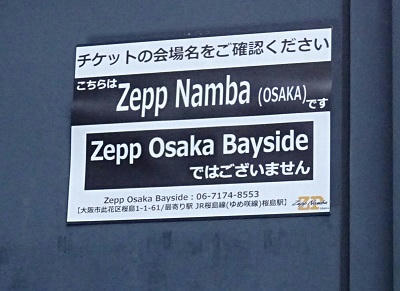 チケットの会場名をご確認ください
こちらは Zepp Namba (OSAKA) です
Zepp Osaka Bayside
ではございません
Zepp Osaka Bayside : 06-7174-8553
【大阪市此花区桜島1-1-61/最寄り駅 JR桜島線(ゆめ咲線)桜島駅】
Zepp Namba